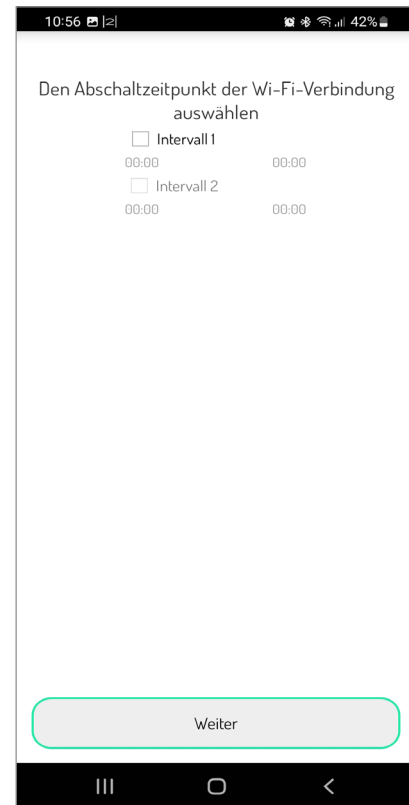 10:56 42%
Den Abschaltzeitpunkt der Wi-Fi-Verbindung
auswählen
Intervall 1
00:00 00:00
Intervall 2
00:00 00:00
Weiter